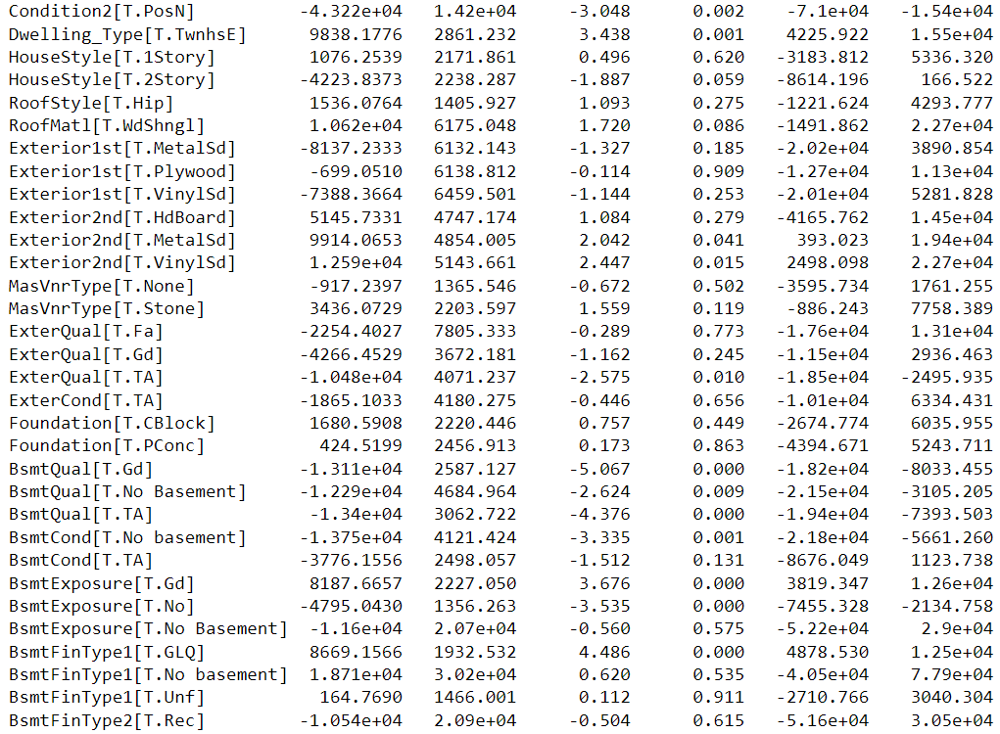 Condition2[T.PosN] -4.322e+04 1.42e+04 -3.048 0.002 -7.1e+04 -1.54e+04
Dwelling_Type[T.TwnhsE] 9838.1776 2861.232 3.438 0.001 4225.922 1.55e+04
HouseStyle[T.1Story] 1076.2539 2171.861 0.496 0.620 -3183.812 5336.320
HouseStyle[T.2Story] -4223.8373 2238.287 -1.887 0.059 -8614.196 166.522
RoofStyle[T.Hip] 1536.0764 1405.927 1.093 0.275 -1221.624 4293.777
RoofMatl[T.WdShngl] 1.062e+04 6175.048 1.720 0.086 -1491.862 2.27e+04
Exterior1st[T.MetalSd] -8137.2333 6132.143 -1.327 0.185 -2.02e+04 3890.854
Exterior1st[T.Plywood] -699.0510 6138.812 -0.114 0.909 -1.27e+04 1.13e+04
Exterior1st[T.VinylSd] -7388.3664 6459.501 -1.144 0.253 -2.01e+04 5281.828
Exterior2nd[T.HdBoard] 5145.7331 4747.174 1.084 0.279 -4165.762 1.45e+04
Exterior2nd[T.MetalSd] 9914.0653 4854.005 2.042 0.041 393.023 1.94e+04
Exterior2nd[T.VinylSd] 1.259e+04 5143.661 2.447 0.015 2498.098 2.27e+04
MasVnrType[T.None] -917.2397 1365.546 -0.672 0.502 -3595.734 1761.255
MasVnrType[T.Stone] 3436.0729 2203.597 1.559 0.119 -886.243 7758.389
ExterQual[T.Fa] -2254.4027 7805.333 -0.289 0.773 -1.76e+04 1.31e+04
ExterQual[T.Gd] -4266.4529 3672.181 -1.162 0.245 -1.15e+04 2936.463
ExterQual[T.TA] -1.048e+04 4071.237 -2.575 0.010 -1.85e+04 -2495.935
ExterCond[T.TA] -1865.1033 4180.275 -0.446 0.656 -1.01e+04 6334.431
Foundation[T.CBlock] 1680.5908 2220.446 0.757 0.449 -2674.774 6035.955
Foundation[T.PConc] 424.5199 2456.913 0.173 0.863 -4394.671 5243.711
BsmtQual[T.Gd] -1.311e+04 2587.127 -5.067 0.000 -1.82e+04 -8033.455
BsmtQual[T.No Basement] -1.229e+04 4684.964 -2.624 0.009 -2.15e+04 -3105.205
BsmtQual[T.TA] -1.34e+04 3062.722 -4.376 0.000 -1.94e+04 -7393.503
BsmtCond[T.No basement] -1.375e+04 4121.424 -3.335 0.001 -2.18e+04 -5661.260
BsmtCond[T.TA] -3776.1556 2498.057 -1.512 0.131 -8676.049 1123.738
BsmtExposure[T.Gd] 8187.6657 2227.050 3.676 0.000 3819.347 1.26e+04
BsmtExposure[T.No] -4795.0430 1356.263 -3.535 0.000 -7455.328 -2134.758
BsmtExposure[T.No Basement] -1.16e+04 2.07e+04 -0.560 0.575 -5.22e+04 2.9e+04
BsmtFinType1[T.GLQ] 8669.1566 1932.532 4.486 0.000 4878.530 1.25e+04
BsmtFinType1[T.No basement] 1.871e+04 3.02e+04 0.620 0.535 -4.05e+04 7.79e+04
BsmtFinType1[T.Unf] 164.7690 1466.001 0.112 0.911 -2710.766 3040.304
BsmtFinType2[T.Rec] -1.054e+04 2.09e+04 -0.504 0.615 -5.16e+04 3.05e+04